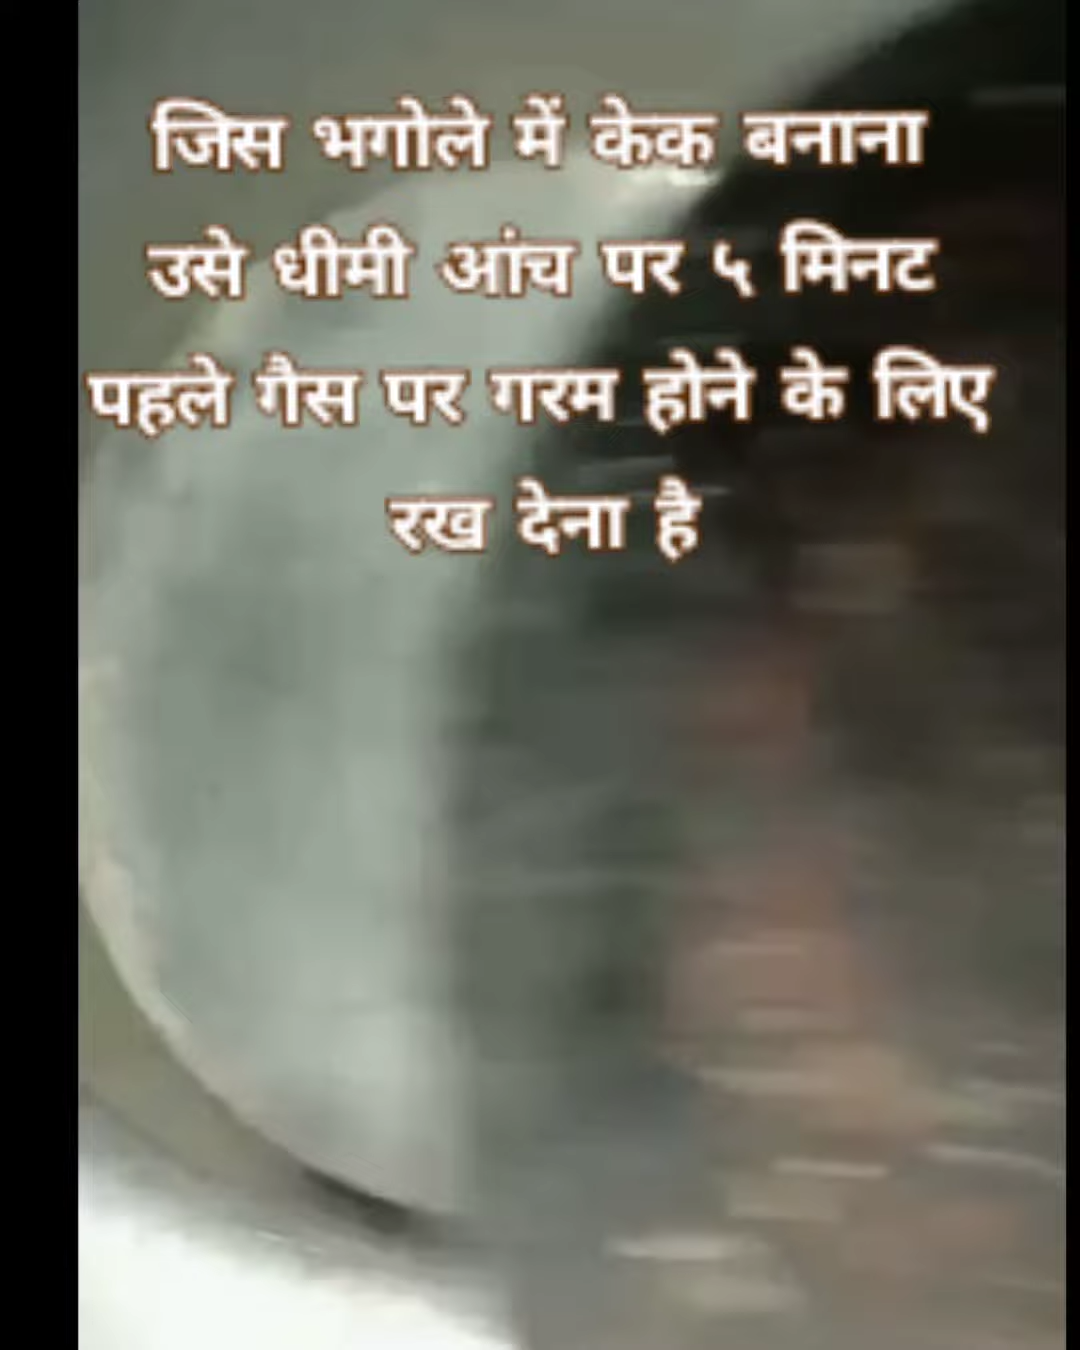 जिस भगोले में केक बनाना
उसे धीमी आंच पर ५ मिनट
पहले गैस पर गरम होने के लिए
रख देना है